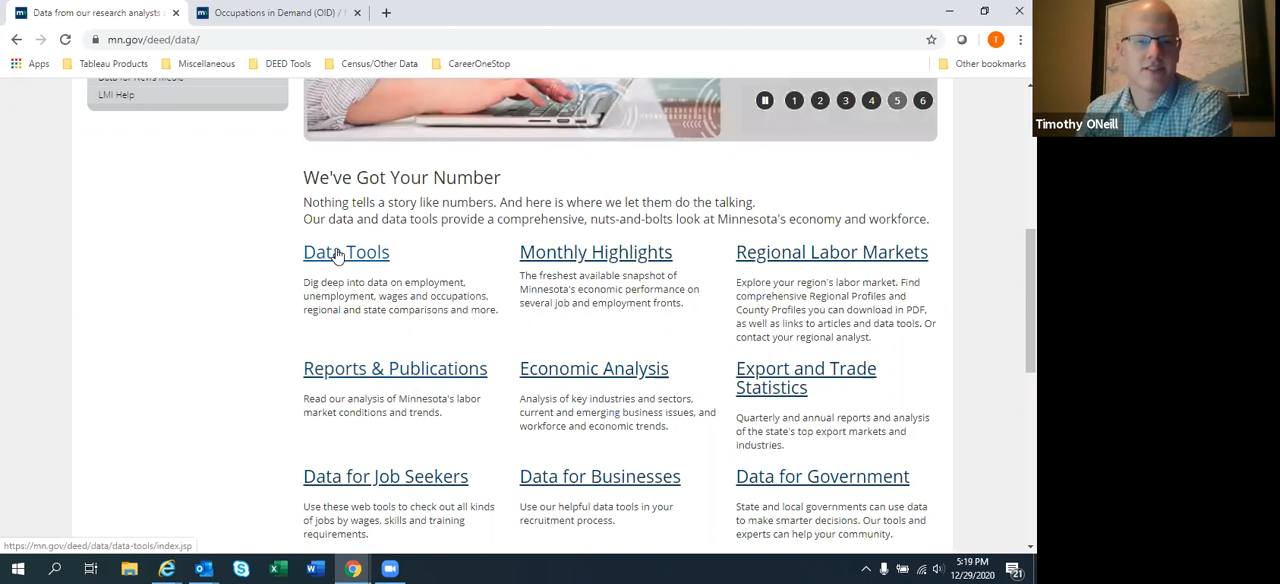 Data from our research analysts
Occupations in Demand (OID) /
mn.gov/deed/data/
T
Apps
Tableau Products
Miscellaneous
DEED Tools
Census/Other Data
CareerOneStop
Other bookmarks
Data for News Media
LMI Help
1 2 3 4 5 6
Timothy ONeill
We've Got Your Number
Nothing tells a story like numbers. And here is where we let them do the talking.
Our data and data tools provide a comprehensive, nuts-and-bolts look at Minnesota's economy and workforce.
Data Tools
Dig deep into data on employment,
unemployment, wages and occupations,
regional and state comparisons and more.
Monthly Highlights
The freshest available snapshot of
Minnesota's economic performance on
several job and employment fronts.
Regional Labor Markets
Explore your region's labor market. Find
comprehensive Regional Profiles and
County Profiles you can download in PDF,
as well as links to articles and data tools. Or
contact your regional analyst.
Reports & Publications
Read our analysis of Minnesota's labor
market conditions and trends.
Economic Analysis
Analysis of key industries and sectors,
current and emerging business issues, and
workforce and economic trends.
Export and Trade
Statistics
Quarterly and annual reports and analysis
of the state's top export markets and
industries.
Data for Job Seekers
Use these web tools to check out all kinds
of jobs by wages, skills and training
requirements.
Data for Businesses
Use our helpful data tools in your
recruitment process.
Data for Government
State and local governments can use data
to make smarter decisions. Our tools and
experts can help your community.
https://mn.gov/deed/data/data-tools/index.jsp
5:19 PM
12/29/2020
21